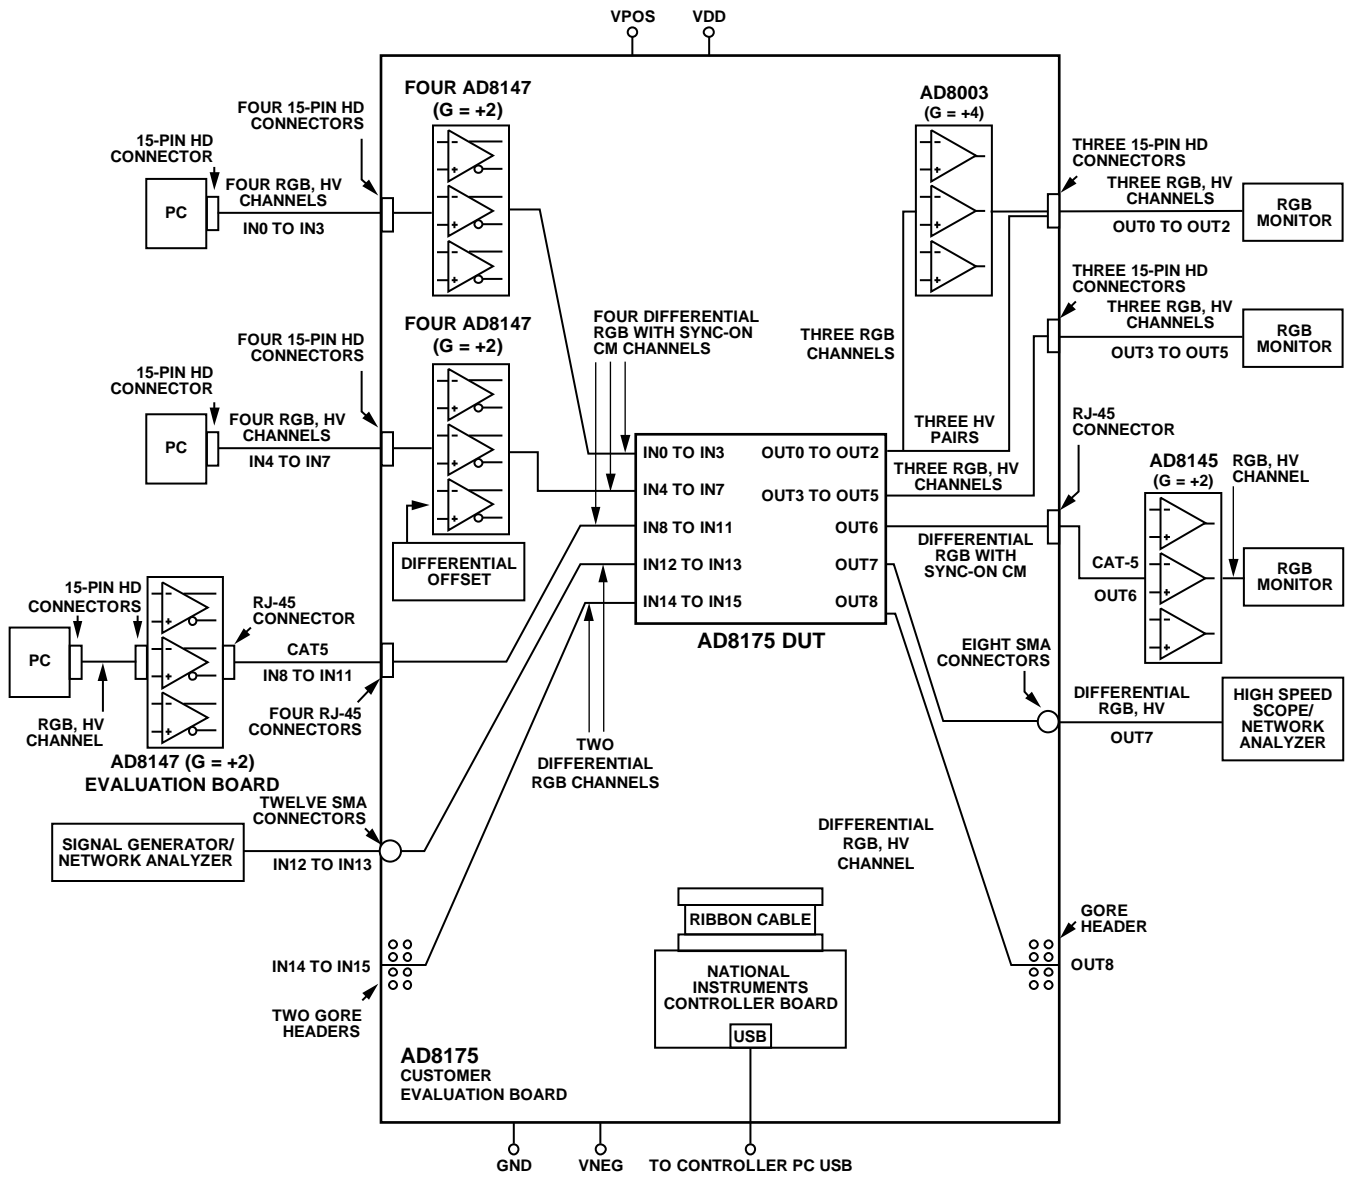 VPOS
VDD
FOUR AD8147
(G = +2)
FOUR 15-PIN HD
CONNECTORS
15-PIN HD
CONNECTOR
PC
FOUR RGB, HV
CHANNELS
IN0 TO IN3
AD8003
(G = +4)
THREE 15-PIN HD
CONNECTORS
THREE RGB, HV
CHANNELS
OUT0 TO OUT2
RGB
MONITOR
THREE 15-PIN HD
CONNECTORS
THREE RGB, HV
CHANNELS
OUT3 TO OUT5
RGB
MONITOR
FOUR AD8147
(G = +2)
FOUR 15-PIN HD
CONNECTORS
15-PIN HD
CONNECTOR
PC
FOUR RGB, HV
CHANNELS
IN4 TO IN7
FOUR DIFFERENTIAL
RGB WITH SYNC-ON
CM CHANNELS
THREE RGB
CHANNELS
THREE HV
PAIRS
THREE RGB, HV
CHANNELS
DIFFERENTIAL
OFFSET
IN0 TO IN3
IN4 TO IN7
IN8 TO IN11
IN12 TO IN13
IN14 TO IN15
OUT0 TO OUT2
OUT3 TO OUT5
OUT6
OUT7
OUT8
AD8175 DUT
DIFFERENTIAL
RGB WITH
SYNC-ON CM
RJ-45
CONNECTOR
AD8145
(G = +2)
RGB, HV
CHANNEL
CAT-5
OUT6
RGB
MONITOR
15-PIN HD
CONNECTORS
RJ-45
CONNECTOR
PC
CAT5
IN8 TO IN11
RGB, HV
CHANNEL
FOUR RJ-45
CONNECTORS
AD8147 (G = +2)
EVALUATION BOARD
TWO
DIFFERENTIAL
RGB CHANNELS
EIGHT SMA
CONNECTORS
DIFFERENTIAL
RGB, HV
OUT7
HIGH SPEED
SCOPE/
NETWORK
ANALYZER
TWELVE SMA
CONNECTORS
SIGNAL GENERATOR/
NETWORK ANALYZER
IN12 TO IN13
DIFFERENTIAL
RGB, HV
CHANNEL
GORE
HEADER
OUT8
IN14 TO IN15
TWO GORE
HEADERS
RIBBON CABLE
NATIONAL
INSTRUMENTS
CONTROLLER BOARD
USB
AD8175
CUSTOMER
EVALUATION BOARD
GND
VNEG
TO CONTROLLER PC USB